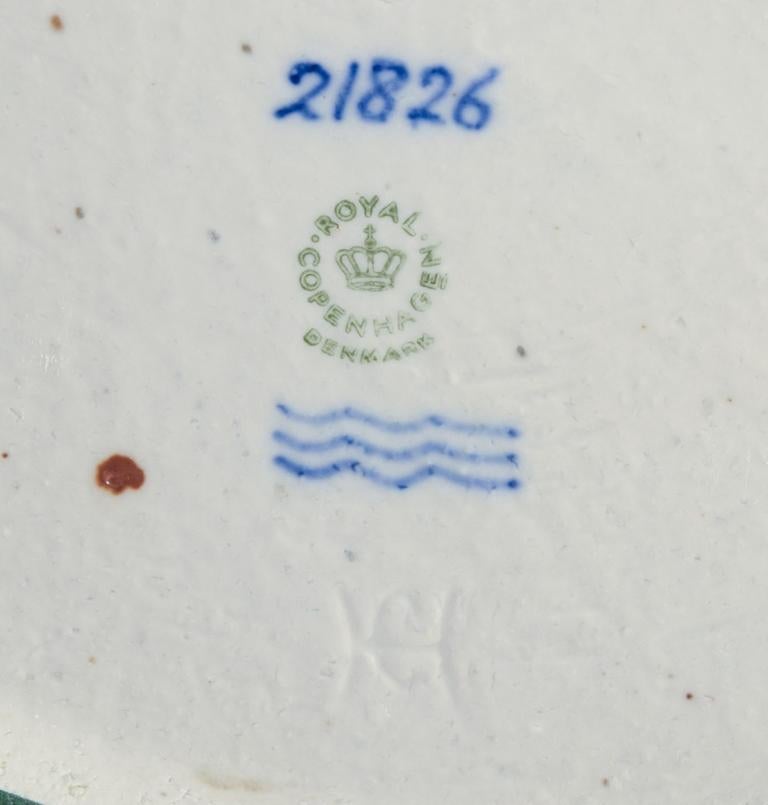 21826
ROYAL
COPENHAGEN
DENMARK